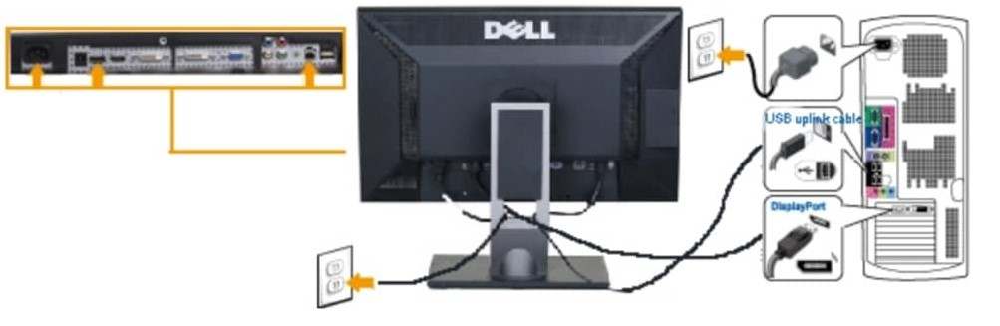 DELL
USB uplink cable
DisplayPort